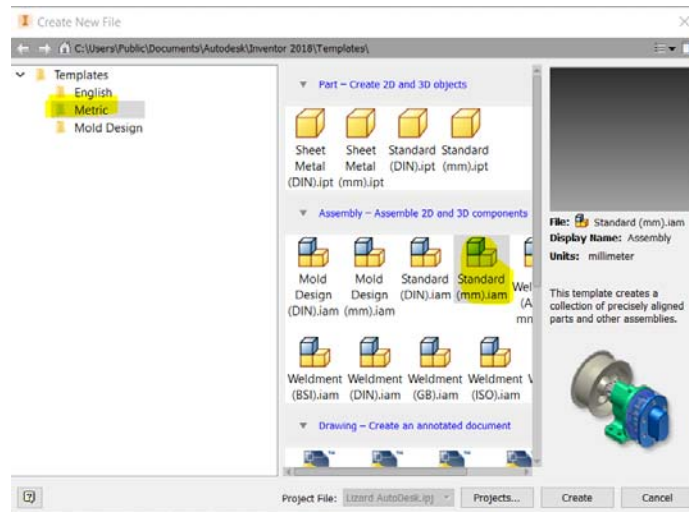 Create New File
C:\Users\Public\Documents\Autodesk\Inventor 2018\Templates\
Templates
English
Metric
Mold Design
Part – Create 2D and 3D objects
Sheet Metal (DIN).ipt
Sheet Metal (mm).ipt
Standard (DIN).ipt
Standard (mm).ipt
Assembly – Assemble 2D and 3D components
Mold Design (DIN).iam
Mold Design (mm).iam
Standard (DIN).iam
Standard (mm).iam
Wel
(A
mn
Weldment (BSI).iam
Weldment (DIN).iam
Weldment (GB).iam
Weldment (ISO).iam
Drawing – Create an annotated document
File: Standard (mm).iam
Display Name: Assembly
Units: millimeter
This template creates a
collection of precisely aligned
parts and other assemblies.
Project File: Lizard AutoDesk.ipj
Projects...
Create
Cancel